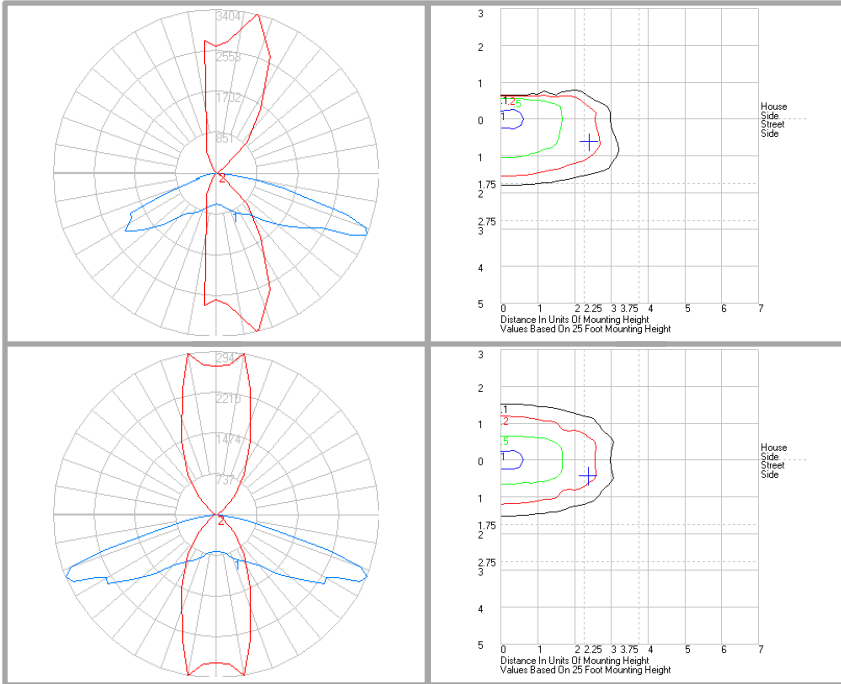 3404
2553
1702
851
2
1
3
2
1
0
1
1.75
2
2.75
3
4
5
.1
.2
.5
1
House
Side
Street
Side
0 1 2 2.25 3 3.75 4 5 6 7
Distance In Units Of Mounting Height
Values Based On 25 Foot Mounting Height
2210
1474
737
2
1
3
2
1
0
1
1.75
2
2.75
3
4
5
.1
.2
.5
1
House
Side
Street
Side
0 1 2 2.25 3 3.75 4 5 6 7
Distance In Units Of Mounting Height
Values Based On 25 Foot Mounting Height